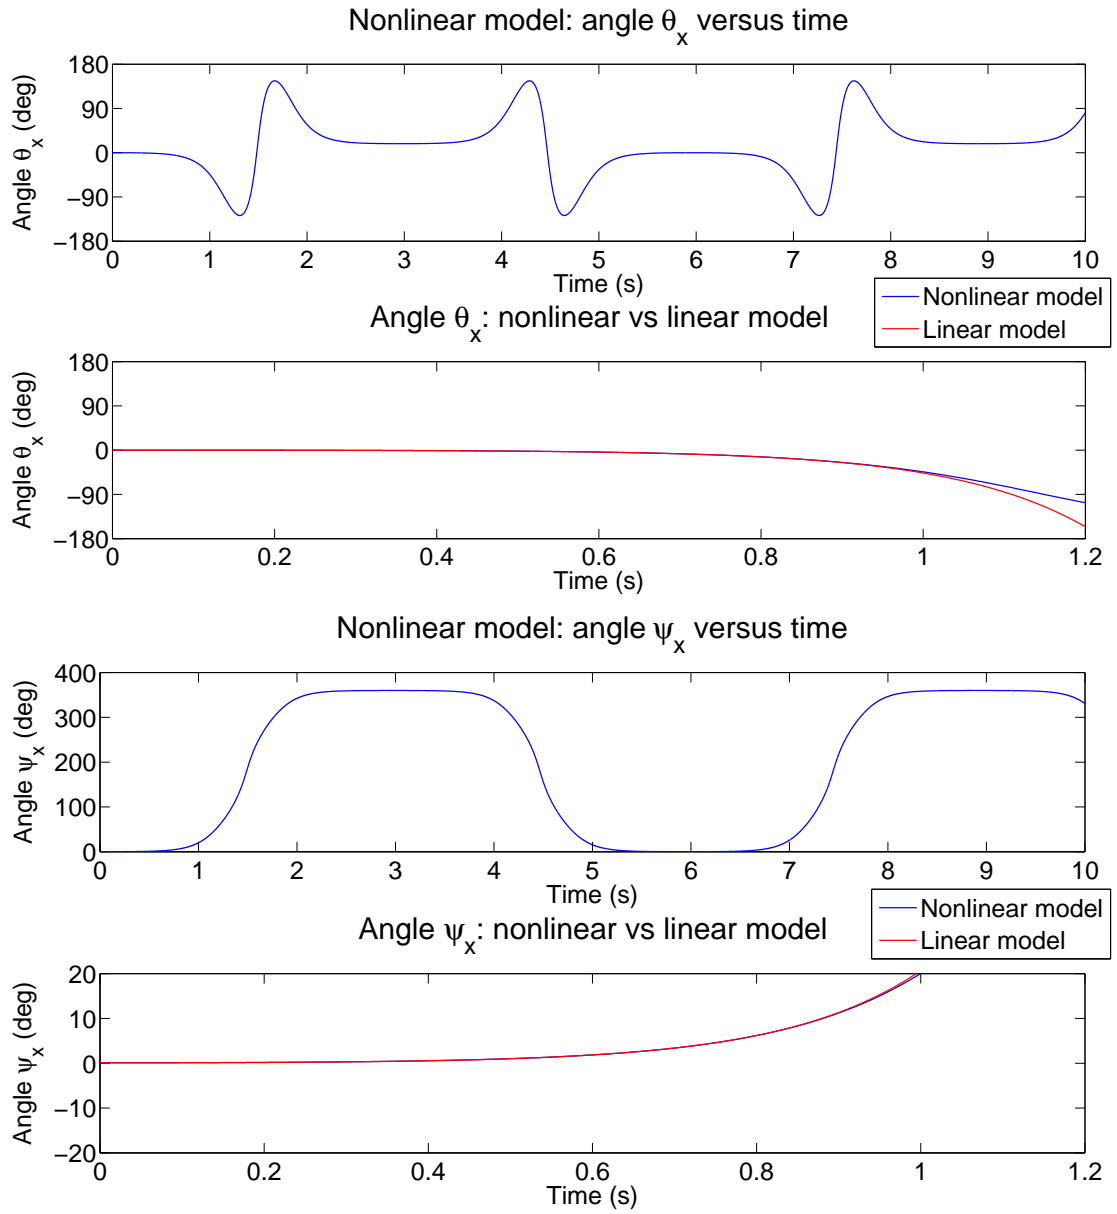 Nonlinear model: angle θx versus time
Angle θx (deg)
180
90
0
−90
−180
0 1 2 3 4 5 6 7 8 9 10
Time (s)
Nonlinear model
Linear model
Angle θx: nonlinear vs linear model
Angle θx (deg)
180
90
0
−90
−180
0 0.2 0.4 0.6 0.8 1 1.2
Time (s)
Nonlinear model: angle ψx versus time
Angle ψx (deg)
400
300
200
100
0
0 1 2 3 4 5 6 7 8 9 10
Time (s)
Nonlinear model
Linear model
Angle ψx: nonlinear vs linear model
Angle ψx (deg)
20
10
0
−10
−20
0 0.2 0.4 0.6 0.8 1 1.2
Time (s)